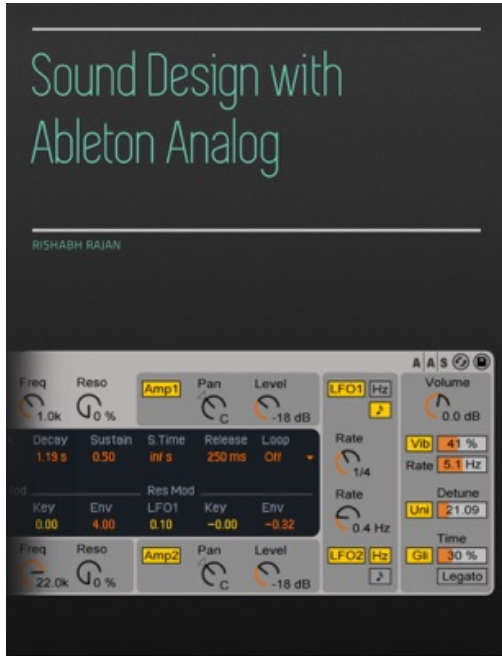 Sound Design with
Ableton Analog
RISHABH RAJAN
A A S
Freq Reso Amp1 Pan Level LFO1 Hz Volume
1.0k 0 % C -18 dB 0.0 dB
Decay Sustain S.Time Release Loop Rate Vib 41 %
1.19 s 0.50 inf s 250 ms Off 1/4 Rate 5.1 Hz
Res Mod Detune
Key Env LFO1 Key Env Rate Uni 21.09
0.00 4.00 0.10 -0.00 -0.32 0.4 Hz Time
Freq Reso Amp2 Pan Level LFO2 Hz Gli 30 %
22.0k 0 % C -18 dB Legato